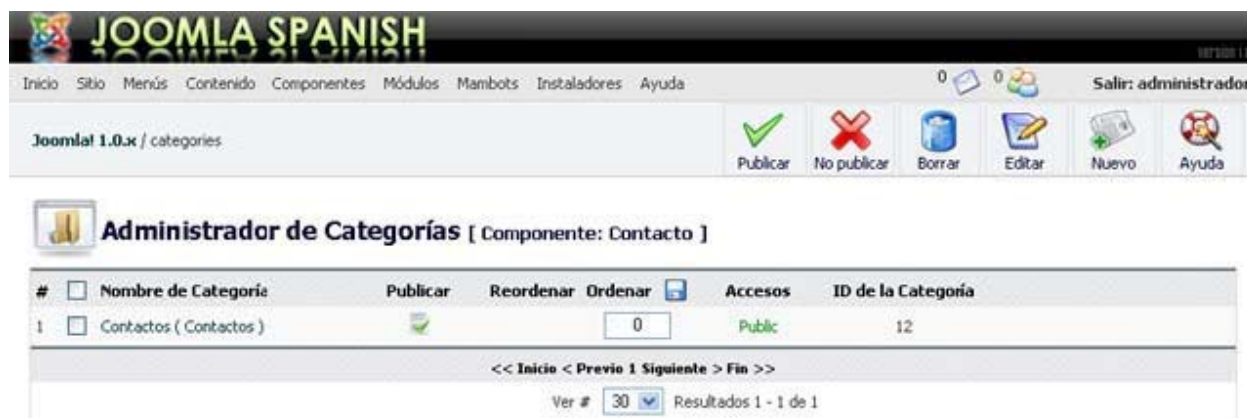 JOOMLA SPANISH
Inicio Sitio Menús Contenido Componentes Módulos Mambots Instaladores Ayuda 0 0 Salir: administrador
Joomla! 1.0.x / categories
Publicar No publicar Borrar Editar Nuevo Ayuda
Administrador de Categorías [ Componente: Contacto ]
# Nombre de Categoría Publicar Reordenar Ordenar Accesos ID de la Categoría
1 Contactos ( Contactos ) 0 Public 12
<< Inicio < Previo 1 Siguiente > Fin >>
Ver # 30 Resultados 1 - 1 de 1